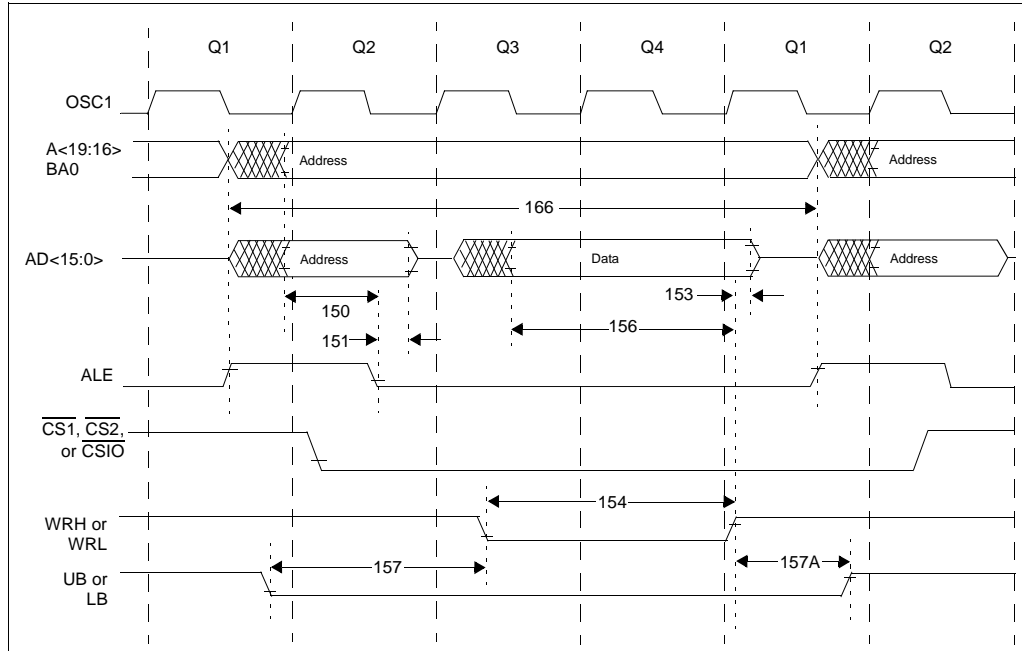 Q1 Q2 Q3 Q4 Q1 Q2
OSC1
A<19:16>
BA0
Address
Address
166
AD<15:0>
Address
Data
Address
150
153
151
156
ALE
CS1, CS2,
or CSIO
154
WRH or
WRL
157
157A
UB or
LB